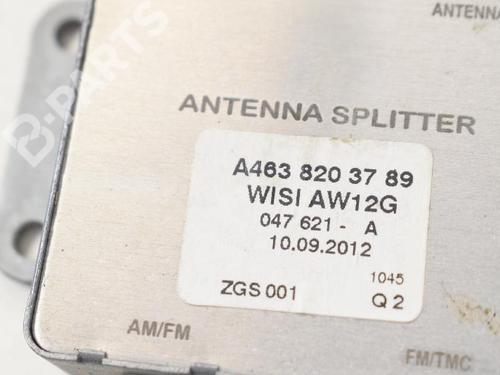 ANTENNA
B-PARTS
ANTENNA SPLITTER
A463 820 37 89
WISI AW12G
047 621 - A
10.09.2012
1045
ZGS 001 Q 2
AM/FM
FM/TMC